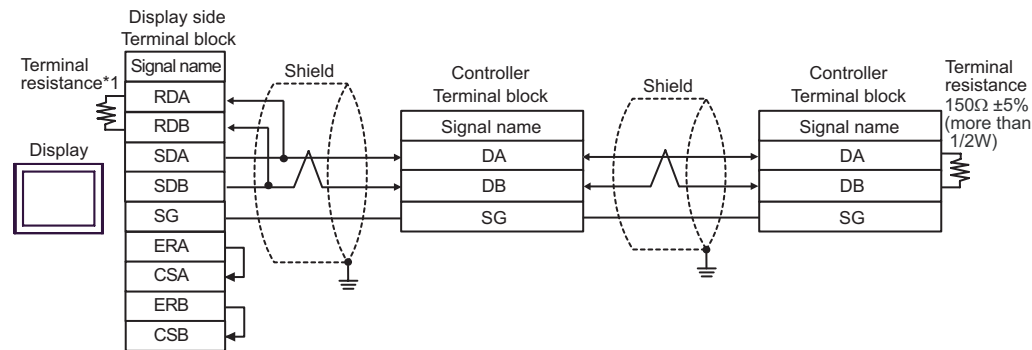 Display side
Terminal block
Terminal
resistance*1
Signal name
RDA
RDB
SDA
SDB
SG
ERA
CSA
ERB
CSB
Display
Shield
Controller
Terminal block
Signal name
DA
DB
SG
Shield
Controller
Terminal block
Signal name
DA
DB
SG
Terminal
resistance
150Ω ±5%
(more than
1/2W)